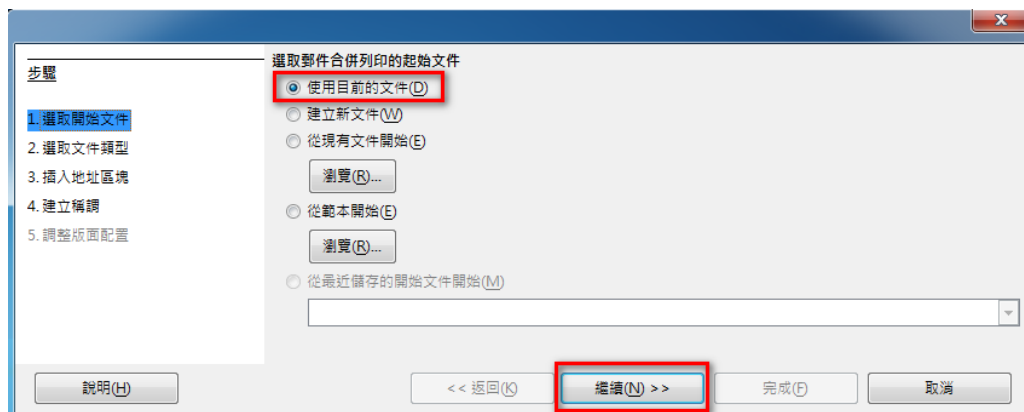 步驟
1. 選取開始文件
2. 選取文件類型
3. 插入地址區塊
4. 建立稱謂
5. 調整版面配置
選取郵件合併列印的起始文件
使用目前的文件(D)
建立新文件(W)
從現有文件開始(E)
瀏覽(R)...
從範本開始(E)
瀏覽(R)...
從最近儲存的開始文件開始(M)
說明(H)
<< 返回(K)
繼續(N) >>
完成(F)
取消